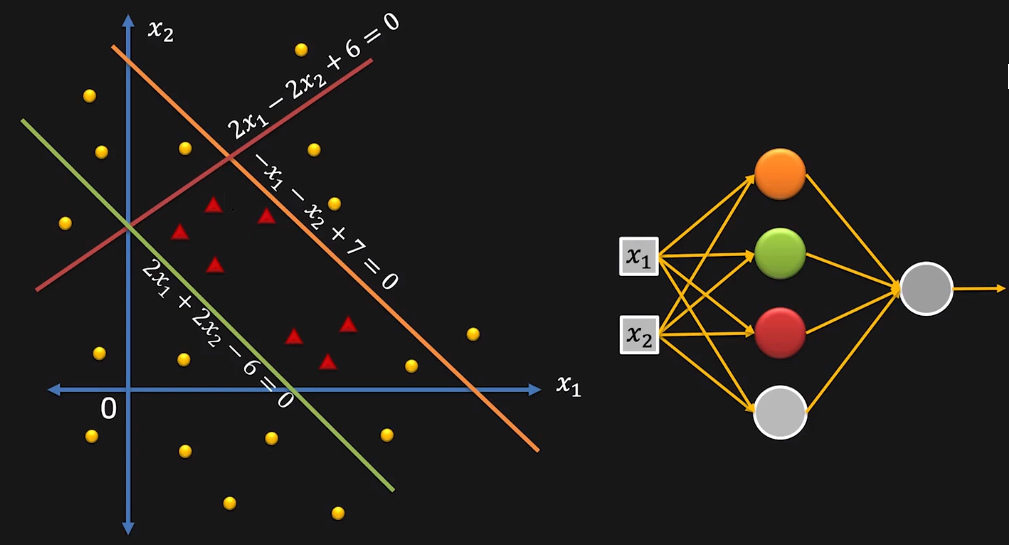 x₂
2x₁ − 2x₂ + 6 = 0
−x₁ − x₂ + 7 = 0
2x₁ + 2x₂ − 6 = 0
x₁
0
x₁
x₂